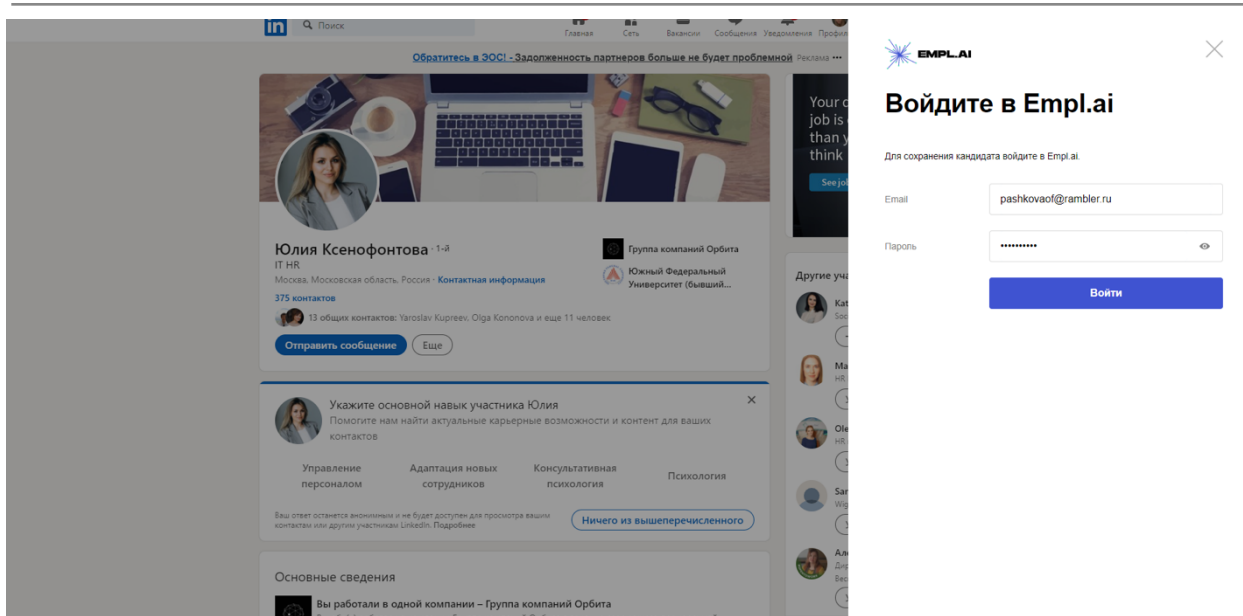 in
Поиск
Главная
Сеть
Вакансии
Сообщения
Уведомления
Обратитесь в ЭОС! - Задолженность партнеров больше не будет проблемной Реклама •••
Your
job is
than
think
Юлия Ксенофонтова · 1-й
IT HR
Москва, Московская область, Россия · Контактная информация
375 контактов
13 общих контактов: Yaroslav Kupreev, Olga Kononova и еще 11 человек
Отправить сообщение
Еще
Группа компаний Орбита
Южный Федеральный
Университет (бывший...
Укажите основной навык участника Юлия
Помогите нам найти актуальные карьерные возможности и контент для ваших
контактов
Управление
персоналом
Адаптация новых
сотрудников
Консультативная
психология
Психология
Ваш ответ останется анонимным и не будет доступен для просмотра вашим
контактам или другим участникам LinkedIn. Подробнее
Ничего из вышеперечисленного
Основные сведения
Вы работали в одной компании – Группа компаний Орбита
EMPL.AI
Войдите в Empl.ai
Для сохранения кандидата войдите в Empl.ai.
Email
pashkovaof@rambler.ru
Пароль
••••••••••
Войти